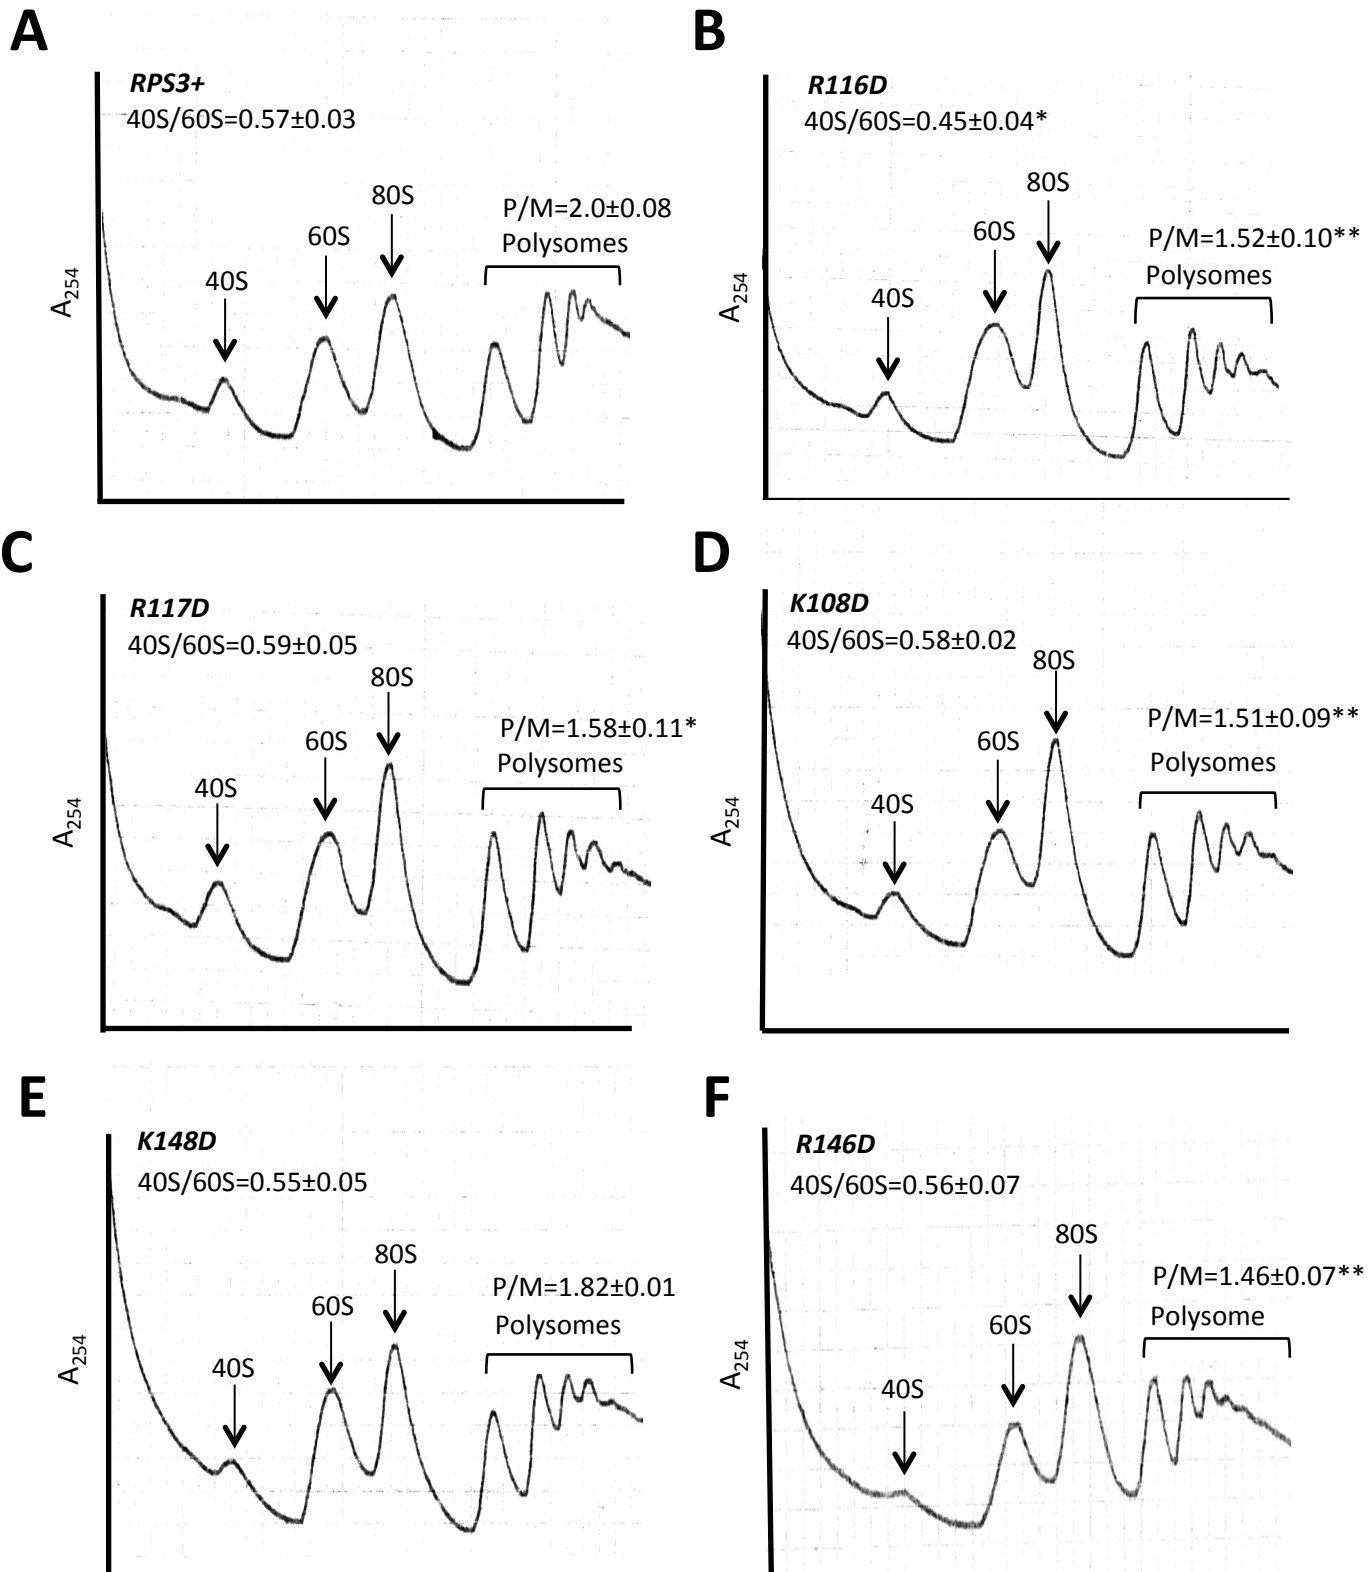 A
RPS3+
40S/60S=0.57±0.03
40S
60S
80S
P/M=2.0±0.08
Polysomes
A254
B
R116D
40S/60S=0.45±0.04*
40S
60S
80S
P/M=1.52±0.10**
Polysomes
A254
C
R117D
40S/60S=0.59±0.05
40S
60S
80S
P/M=1.58±0.11*
Polysomes
A254
D
K108D
40S/60S=0.58±0.02
40S
60S
80S
P/M=1.51±0.09**
Polysomes
A254
E
K148D
40S/60S=0.55±0.05
40S
60S
80S
P/M=1.82±0.01
Polysomes
A254
F
R146D
40S/60S=0.56±0.07
40S
60S
80S
P/M=1.46±0.07**
Polysome
A254